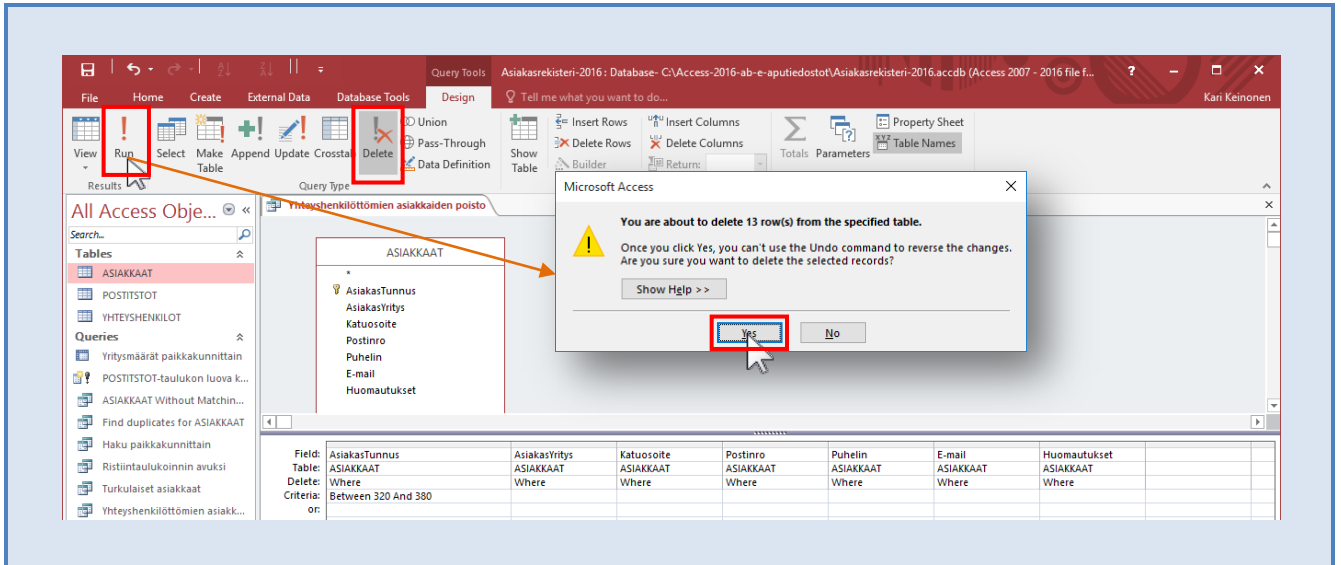 Query Tools Asiakasrekisteri-2016 : Database- C:\Access-2016-ab-e-aputiedostot\Asiakasrekisteri-2016.accdb (Access 2007 - 2016 file f... ?
File Home Create External Data Database Tools Design Tell me what you want to do... Kari Keinonen
View Run Select Make Table Append Update Crosstab Delete
Union
Pass-Through
Data Definition
Show Table
Insert Rows
Delete Rows
Builder
Insert Columns
Delete Columns
Return:
Totals Parameters
Property Sheet
Table Names
Results Query Type
All Access Obje... «
Search...
Tables
ASIAKKAAT
POSTITSTOT
YHTEYSHENKILOT
Queries
Yritysmäärät paikkakunnittain
POSTITSTOT-taulukon luova k...
ASIAKKAAT Without Matchin...
Find duplicates for ASIAKKAAT
Haku paikkakunnittain
Ristiintaulukoinnin avuksi
Turkulaiset asiakkaat
Yhteyshenkilöttömien asiakk...
Yhteyshenkilöttömien asiakkaiden poisto
ASIAKKAAT
*
AsiakasTunnus
AsiakasYritys
Katuosoite
Postinro
Puhelin
E-mail
Huomautukset
Microsoft Access
You are about to delete 13 row(s) from the specified table.
Once you click Yes, you can't use the Undo command to reverse the changes.
Are you sure you want to delete the selected records?
Show Help >>
Yes No
Field: AsiakasTunnus AsiakasYritys Katuosoite Postinro Puhelin E-mail Huomautukset
Table: ASIAKKAAT ASIAKKAAT ASIAKKAAT ASIAKKAAT ASIAKKAAT ASIAKKAAT ASIAKKAAT
Delete: Where Where Where Where Where Where Where
Criteria: Between 320 And 380
or: